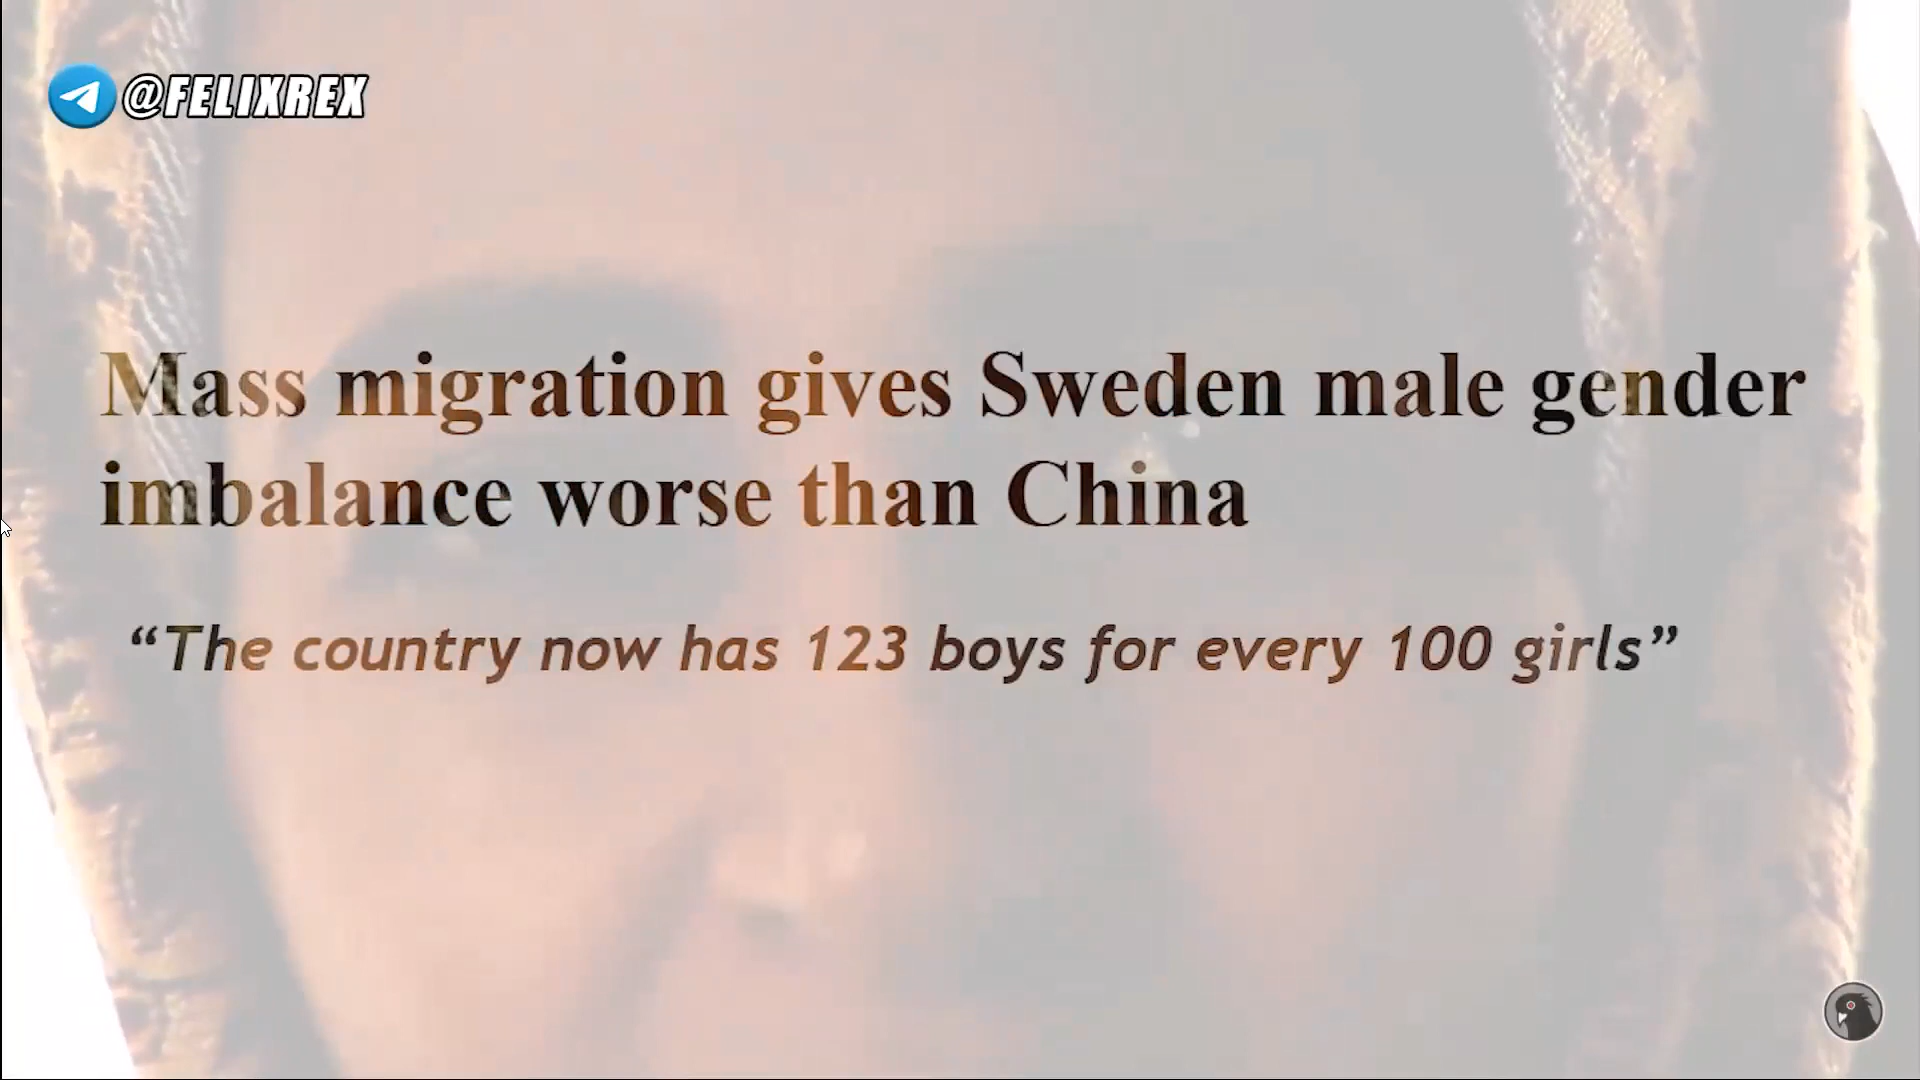 @FELIXREX
Mass migration gives Sweden male gender
imbalance worse than China
“The country now has 123 boys for every 100 girls”